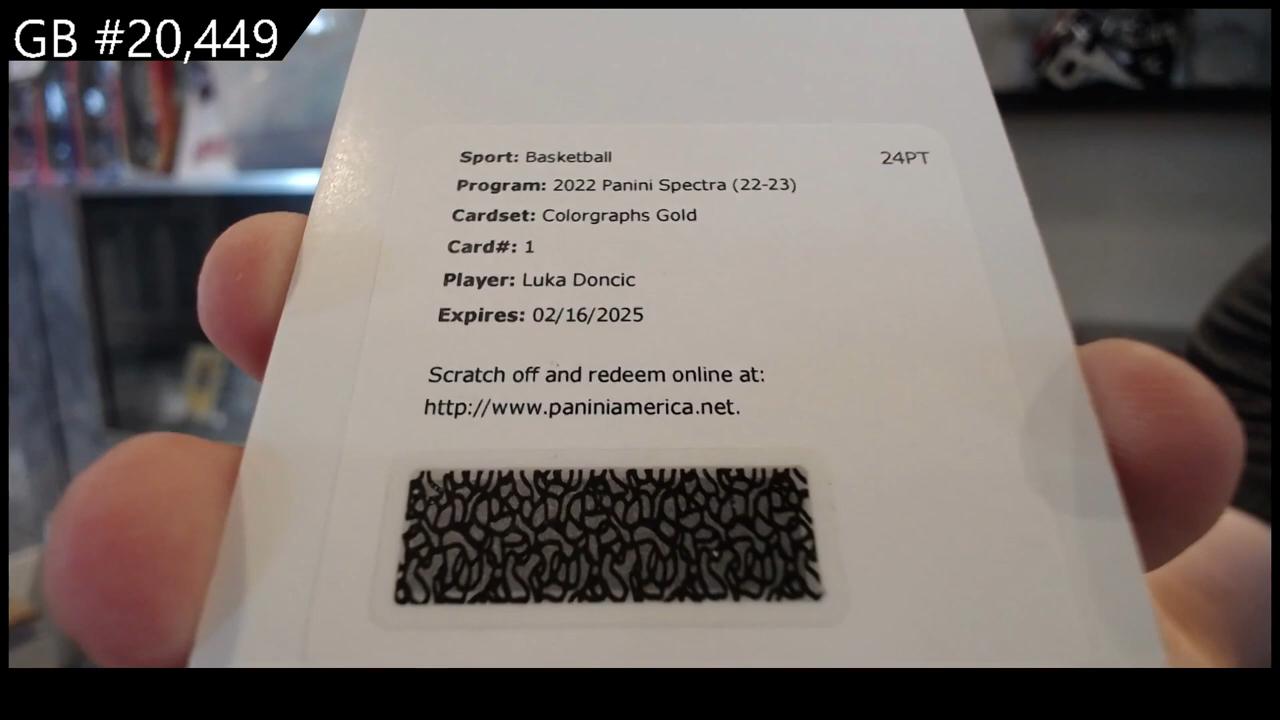 GB #20,449
Sport: Basketball 24PT
Program: 2022 Panini Spectra (22-23)
Cardset: Colorgraphs Gold
Card#: 1
Player: Luka Doncic
Expires: 02/16/2025
Scratch off and redeem online at:
http://www.paniniamerica.net.